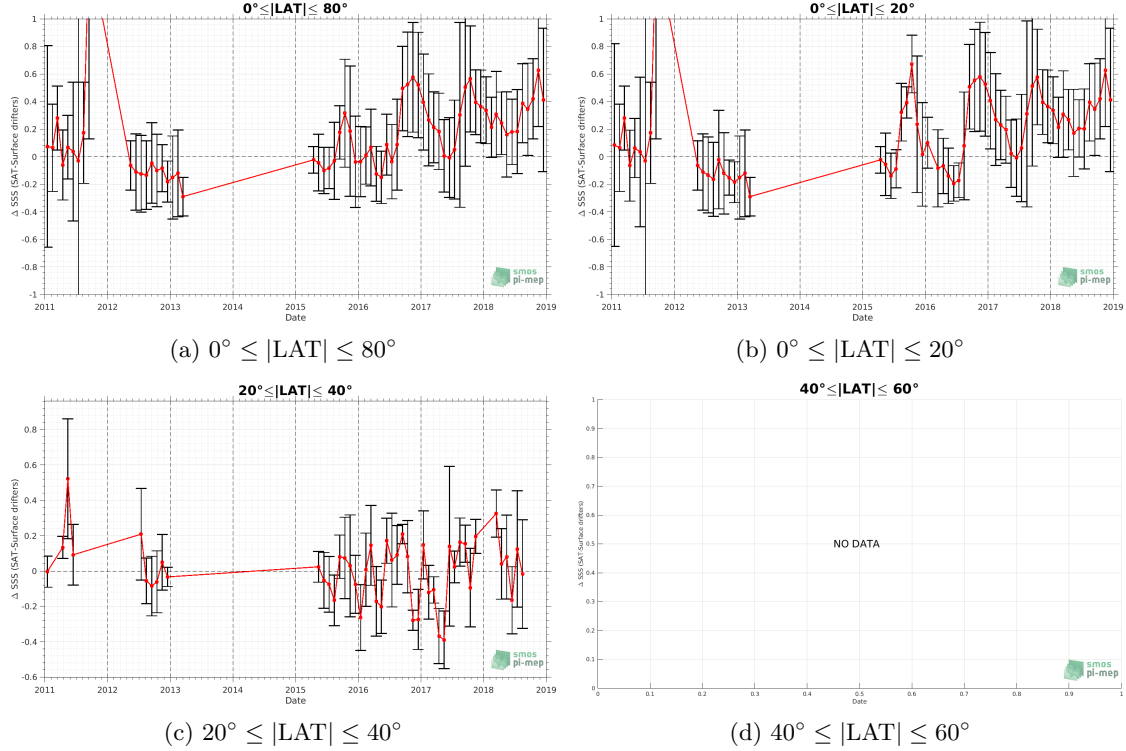 0°≤|LAT|≤ 80°
1
0.8
0.6
0.4
0.2
0
-0.2
-0.4
-0.6
-0.8
-1
Δ SSS (SAT-Surface drifters)
2011 2012 2013 2014 2015 2016 2017 2018 2019
Date
smos
pi-mep
(a) 0° ≤ |LAT| ≤ 80°
0°≤|LAT|≤ 20°
1
0.8
0.6
0.4
0.2
0
-0.2
-0.4
-0.6
-0.8
-1
Δ SSS (SAT-Surface drifters)
2011 2012 2013 2014 2015 2016 2017 2018 2019
Date
smos
pi-mep
(b) 0° ≤ |LAT| ≤ 20°
20°≤|LAT|≤ 40°
0.8
0.6
0.4
0.2
0
-0.2
-0.4
-0.6
Δ SSS (SAT-Surface drifters)
2011 2012 2013 2014 2015 2016 2017 2018 2019
Date
smos
pi-mep
(c) 20° ≤ |LAT| ≤ 40°
40°≤|LAT|≤ 60°
1
0.9
0.8
0.7
0.6
0.5
0.4
0.3
0.2
0.1
0
Δ SSS (SAT-Surface drifters)
NO DATA
0 0.1 0.2 0.3 0.4 0.5 0.6 0.7 0.8 0.9 1
Date
smos
pi-mep
(d) 40° ≤ |LAT| ≤ 60°